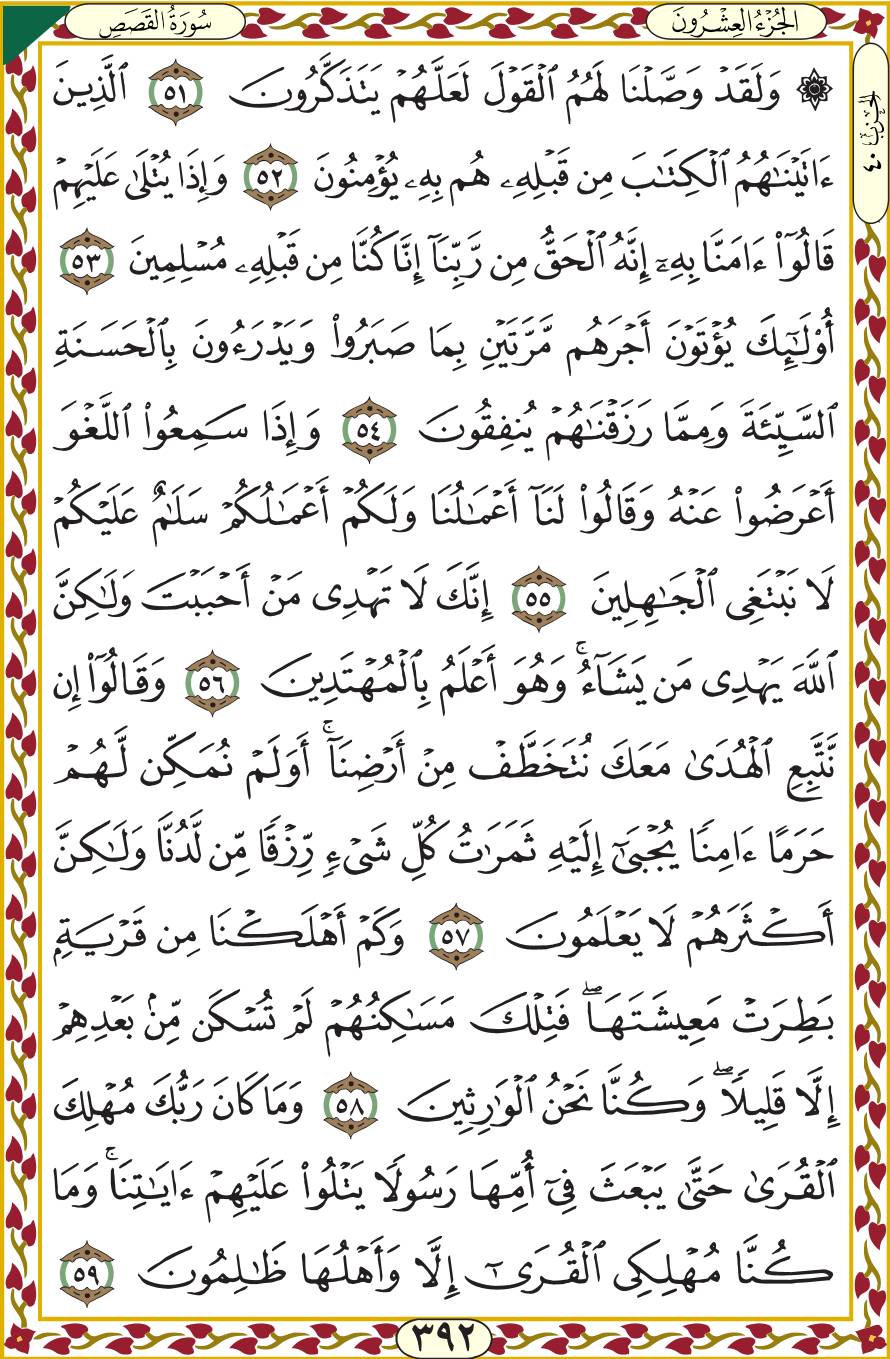 الجُزْءُ العِشْرُونَ
سُورَةُ القَصَصِ
الحِزْبُ ٤٠
۞ وَلَقَدْ وَصَّلْنَا لَهُمُ ٱلْقَوْلَ لَعَلَّهُمْ يَتَذَكَّرُونَ ٥١ ٱلَّذِينَ
ءَاتَيْنَٰهُمُ ٱلْكِتَٰبَ مِن قَبْلِهِۦ هُم بِهِۦ يُؤْمِنُونَ ٥٢ وَإِذَا يُتْلَىٰ عَلَيْهِمْ
قَالُوٓا۟ ءَامَنَّا بِهِۦٓ إِنَّهُ ٱلْحَقُّ مِن رَّبِّنَآ إِنَّا كُنَّا مِن قَبْلِهِۦ مُسْلِمِينَ ٥٣
أُو۟لَٰٓئِكَ يُؤْتَوْنَ أَجْرَهُم مَّرَّتَيْنِ بِمَا صَبَرُوا۟ وَيَدْرَءُونَ بِٱلْحَسَنَةِ
ٱلسَّيِّئَةَ وَمِمَّا رَزَقْنَٰهُمْ يُنفِقُونَ ٥٤ وَإِذَا سَمِعُوا۟ ٱللَّغْوَ
أَعْرَضُوا۟ عَنْهُ وَقَالُوا۟ لَنَآ أَعْمَٰلُنَا وَلَكُمْ أَعْمَٰلُكُمْ سَلَٰمٌ عَلَيْكُمْ
لَا نَبْتَغِى ٱلْجَٰهِلِينَ ٥٥ إِنَّكَ لَا تَهْدِى مَنْ أَحْبَبْتَ وَلَٰكِنَّ
ٱللَّهَ يَهْدِى مَن يَشَآءُ ۚ وَهُوَ أَعْلَمُ بِٱلْمُهْتَدِينَ ٥٦ وَقَالُوٓا۟ إِن
نَّتَّبِعِ ٱلْهُدَىٰ مَعَكَ نُتَخَطَّفْ مِنْ أَرْضِنَآ ۚ أَوَلَمْ نُمَكِّن لَّهُمْ
حَرَمًا ءَامِنًا يُجْبَىٰٓ إِلَيْهِ ثَمَرَٰتُ كُلِّ شَىْءٍ رِّزْقًا مِّن لَّدُنَّا وَلَٰكِنَّ
أَكْثَرَهُمْ لَا يَعْلَمُونَ ٥٧ وَكَمْ أَهْلَكْنَا مِن قَرْيَةٍۭ
بَطِرَتْ مَعِيشَتَهَا ۖ فَتِلْكَ مَسَٰكِنُهُمْ لَمْ تُسْكَن مِّنۢ بَعْدِهِمْ
إِلَّا قَلِيلًا ۖ وَكُنَّا نَحْنُ ٱلْوَٰرِثِينَ ٥٨ وَمَا كَانَ رَبُّكَ مُهْلِكَ
ٱلْقُرَىٰ حَتَّىٰ يَبْعَثَ فِىٓ أُمِّهَا رَسُولًا يَتْلُوا۟ عَلَيْهِمْ ءَايَٰتِنَا ۚ وَمَا
كُنَّا مُهْلِكِى ٱلْقُرَىٰٓ إِلَّا وَأَهْلُهَا ظَٰلِمُونَ ٥٩
٣٩٢